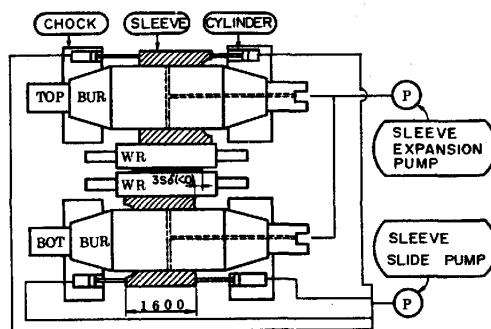 CHOCK
SLEEVE
CYLINDER
TOP
BUR
P
SLEEVE
EXPANSION
PUMP
WR
WR
BOT
BUR
SLEEVE
SLIDE PUMP
P
1600